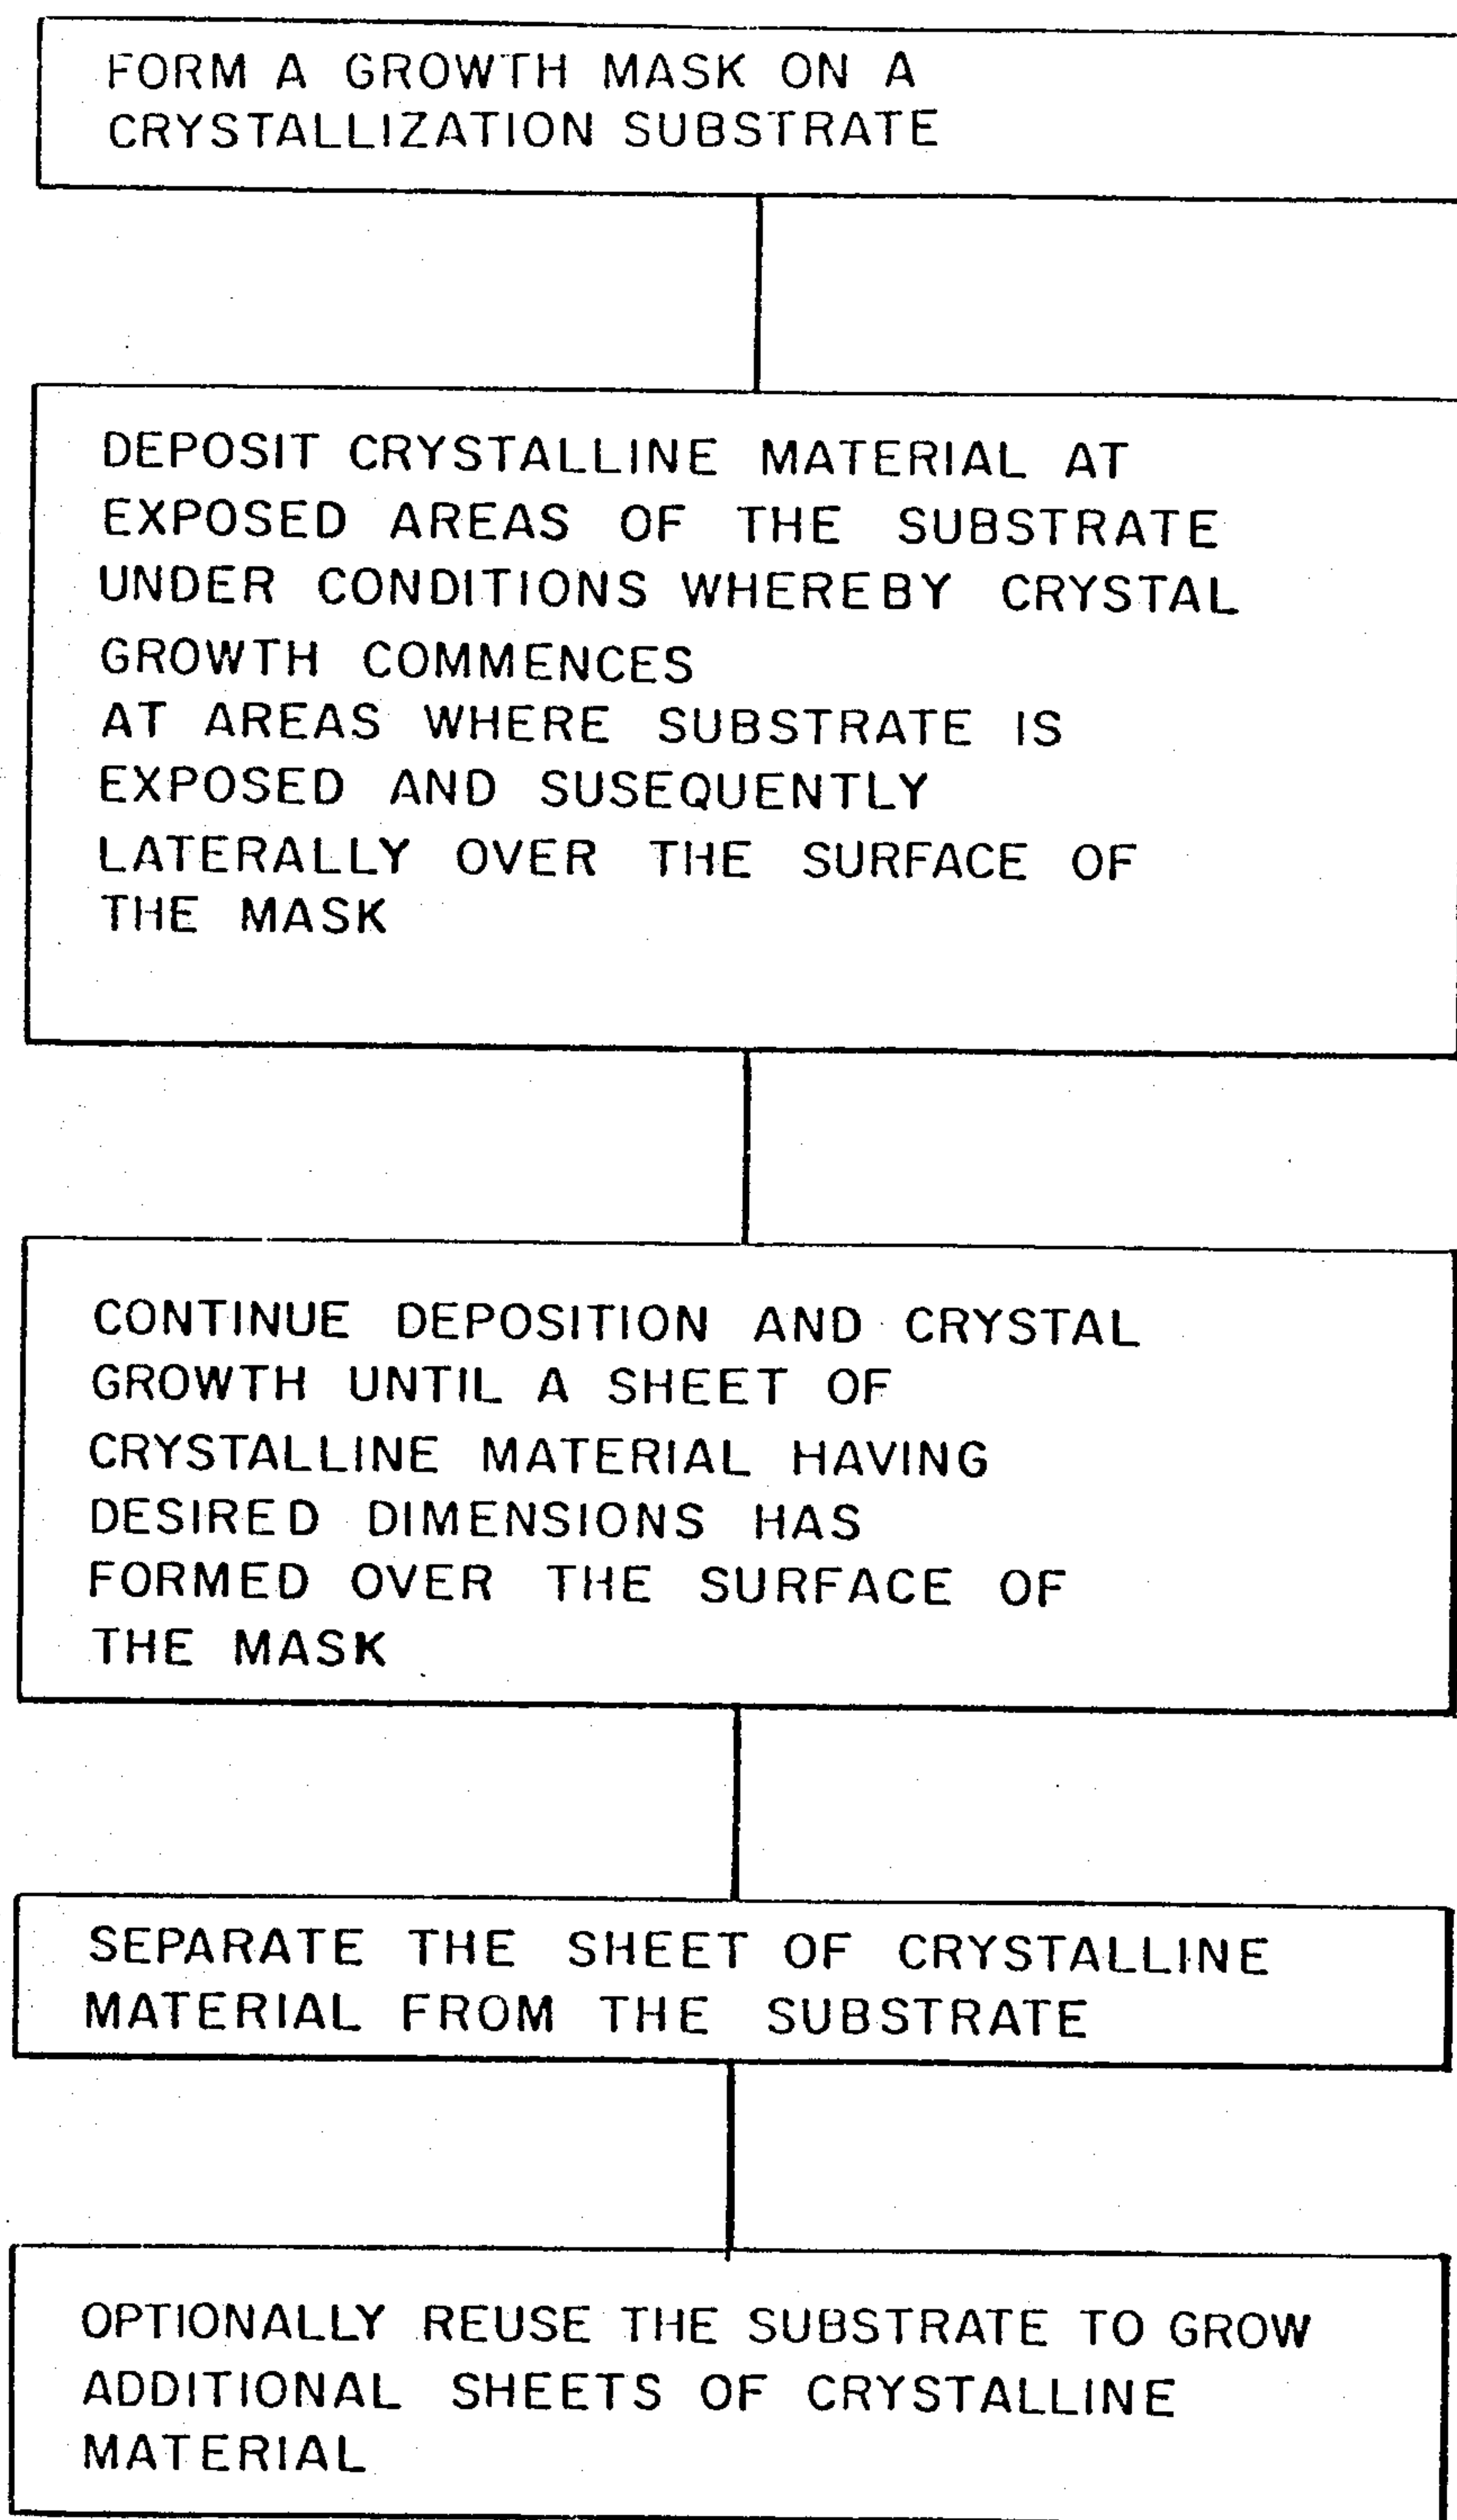 FORM A GROWTH MASK ON A
CRYSTALLIZATION SUBSTRATE
DEPOSIT CRYSTALLINE MATERIAL AT
EXPOSED AREAS OF THE SUBSTRATE
UNDER CONDITIONS WHEREBY CRYSTAL
GROWTH COMMENCES
AT AREAS WHERE SUBSTRATE IS
EXPOSED AND SUSEQUENTLY
LATERALLY OVER THE SURFACE OF
THE MASK
CONTINUE DEPOSITION AND CRYSTAL
GROWTH UNTIL A SHEET OF
CRYSTALLINE MATERIAL HAVING
DESIRED DIMENSIONS HAS
FORMED OVER THE SURFACE OF
THE MASK
SEPARATE THE SHEET OF CRYSTALLINE
MATERIAL FROM THE SUBSTRATE
OPTIONALLY REUSE THE SUBSTRATE TO GROW
ADDITIONAL SHEETS OF CRYSTALLINE
MATERIAL